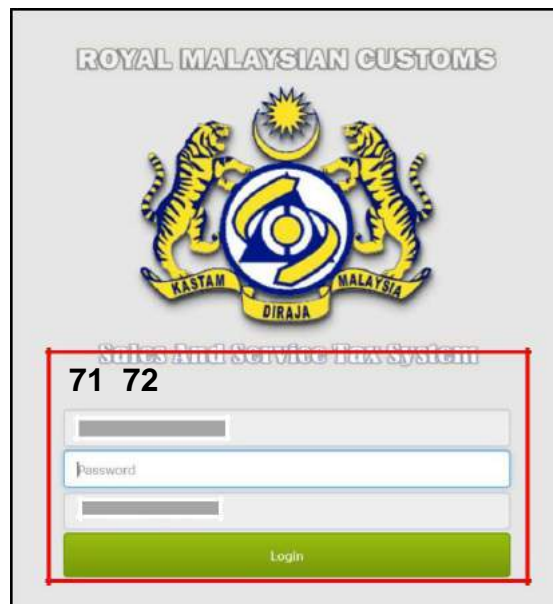 ROYAL MALAYSIAN CUSTOMS
KASTAM DIRAJA MALAYSIA
Sales And Service Tax System
71 72
Password
Login